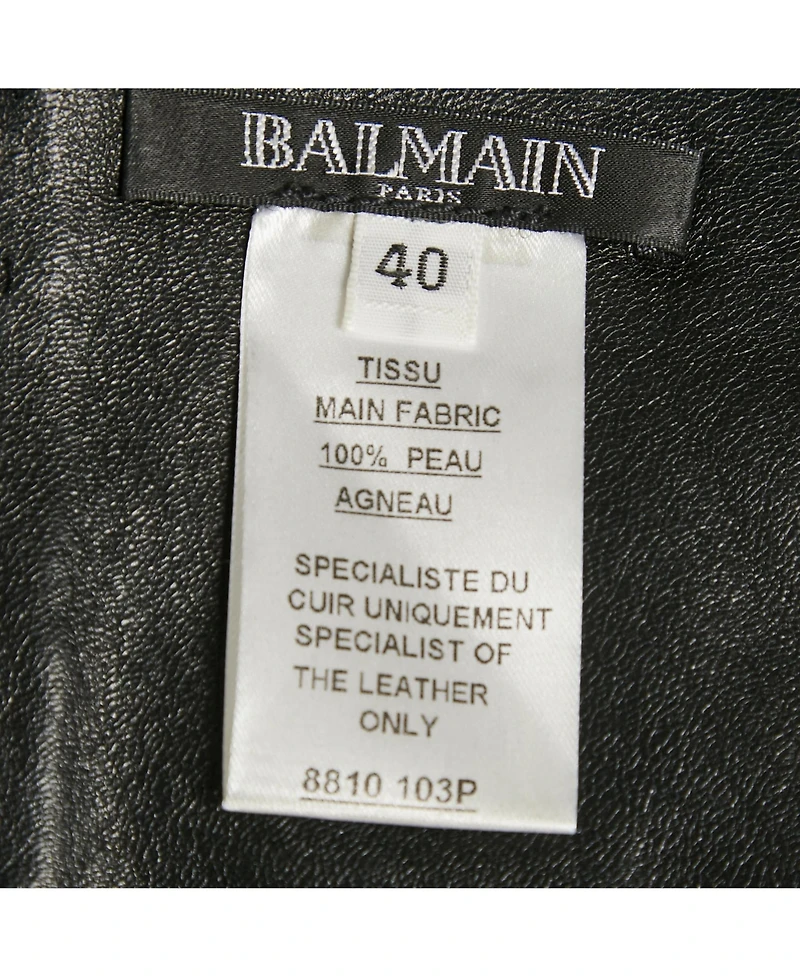 BALMAIN
PARIS
40
TISSU
MAIN FABRIC
100% PEAU
AGNEAU
SPECIALISTE DU
CUIR UNIQUEMENT
SPECIALIST OF
THE LEATHER
ONLY
8810 103P